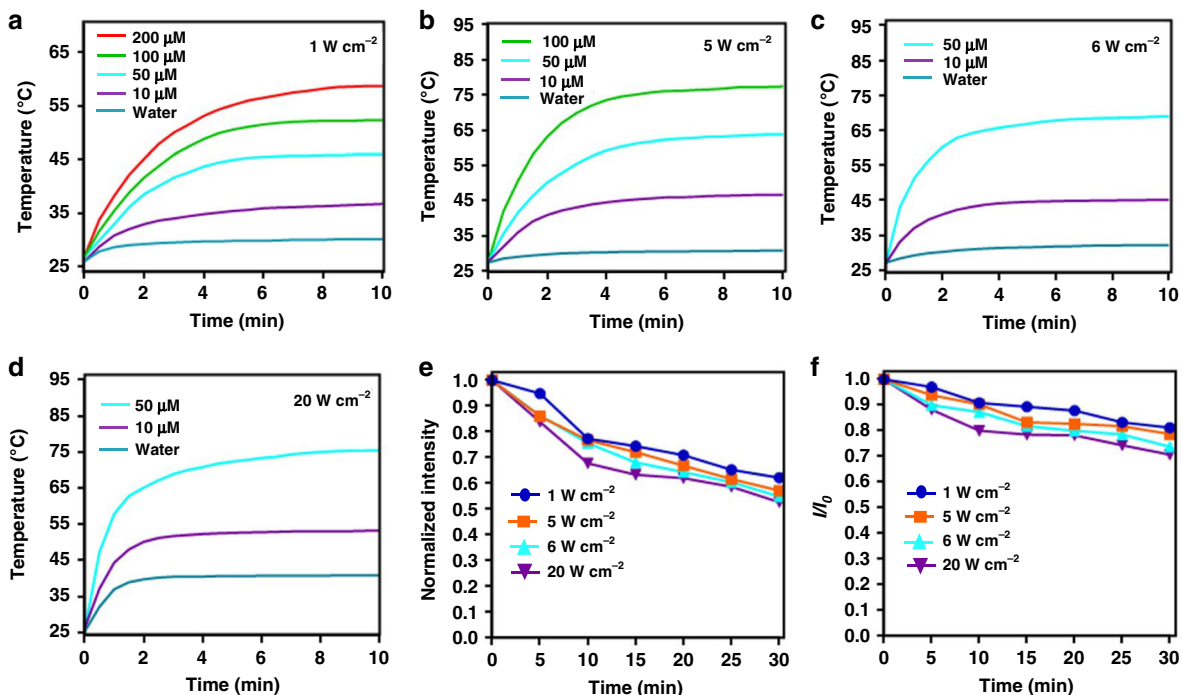 a
1 W cm⁻²
200 µM
100 µM
50 µM
10 µM
Water
65
55
45
35
25
0 2 4 6 8 10
Temperature (°C)
Time (min)
b
5 W cm⁻²
100 µM
50 µM
10 µM
Water
95
85
75
65
55
45
35
25
0 2 4 6 8 10
Temperature (°C)
Time (min)
c
6 W cm⁻²
50 µM
10 µM
Water
95
85
75
65
55
45
35
25
0 2 4 6 8 10
Temperature (°C)
Time (min)
d
20 W cm⁻²
50 µM
10 µM
Water
95
85
75
65
55
45
35
25
0 2 4 6 8 10
Temperature (°C)
Time (min)
e
1.0
0.9
0.8
0.7
0.6
0.5
0.4
0.3
0.2
0.1
0.0
1 W cm⁻²
5 W cm⁻²
6 W cm⁻²
20 W cm⁻²
0 5 10 15 20 25 30
Normalized intensity
Time (min)
f
1.0
0.9
0.8
0.7
0.6
0.5
0.4
0.3
0.2
0.1
0.0
1 W cm⁻²
5 W cm⁻²
6 W cm⁻²
20 W cm⁻²
0 5 10 15 20 25 30
I/I₀
Time (min)